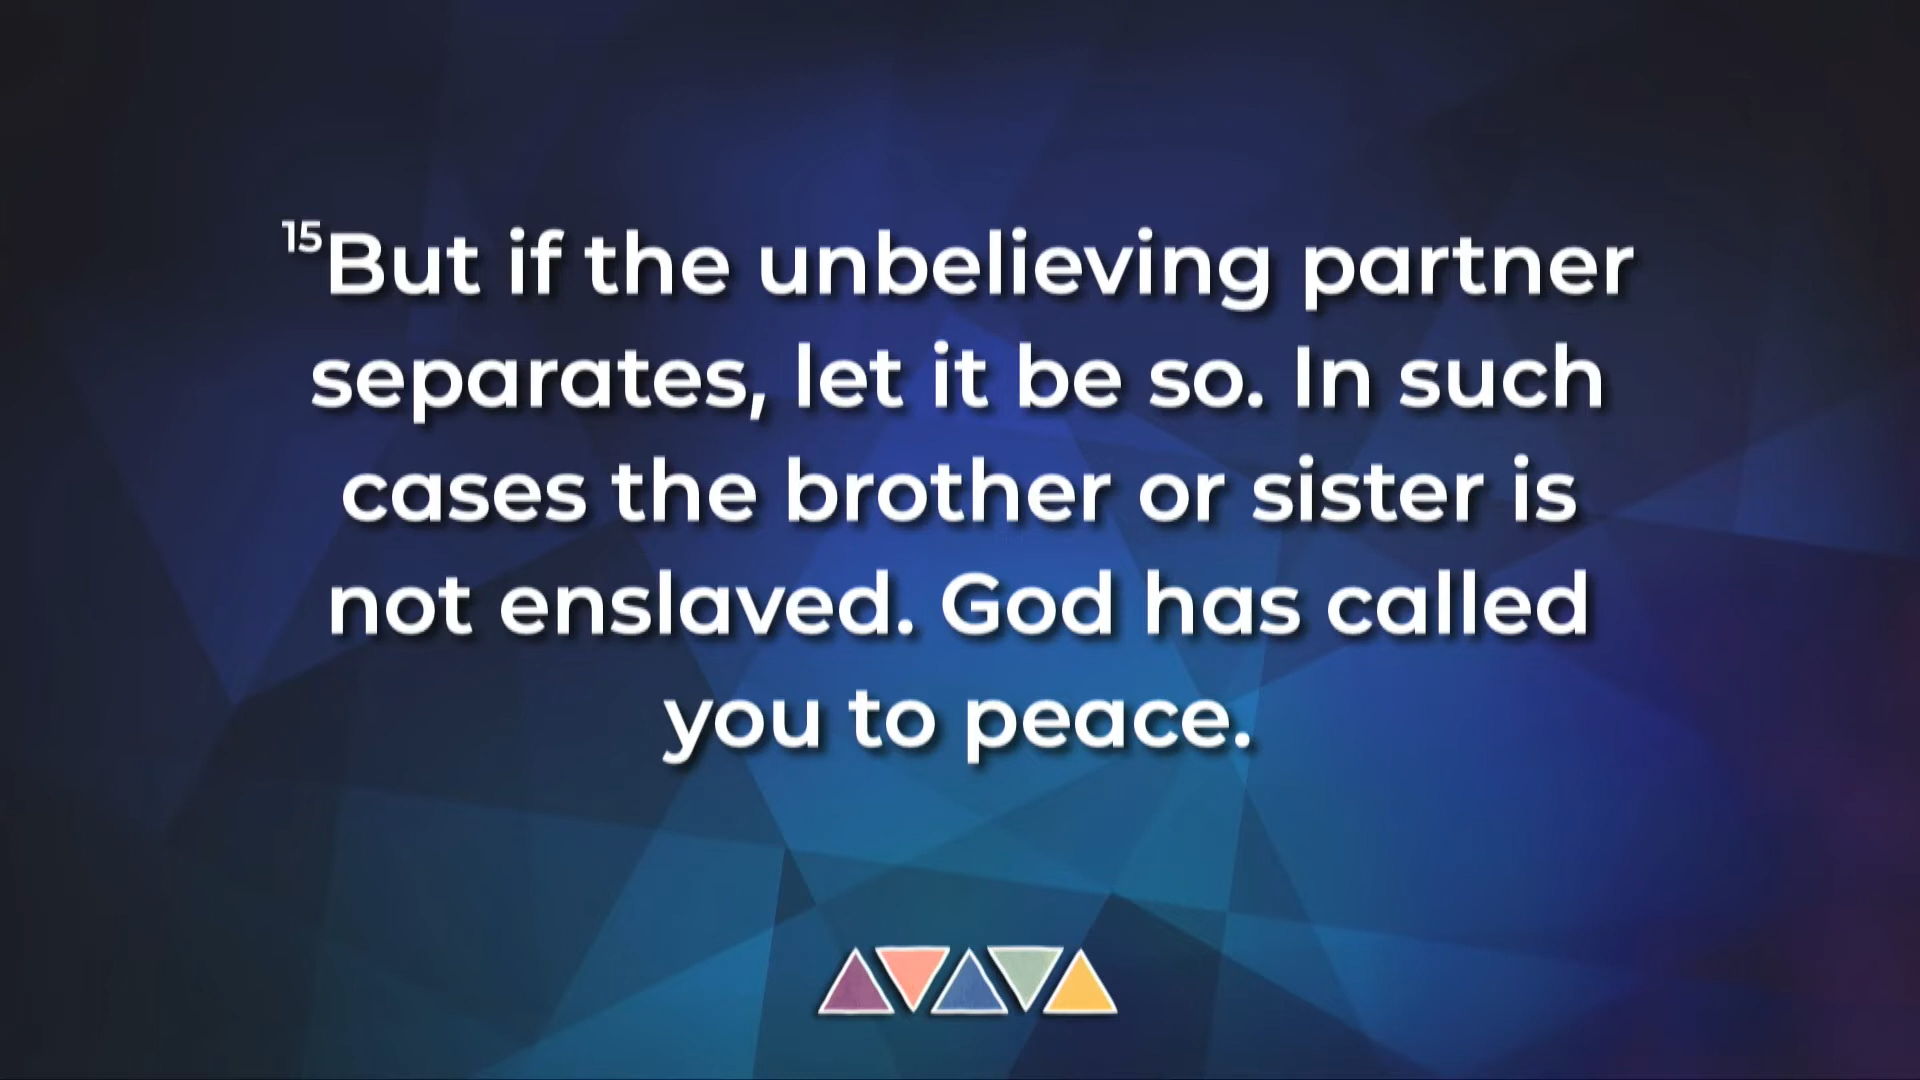 15But if the unbelieving partner
separates, let it be so. In such
cases the brother or sister is
not enslaved. God has called
you to peace.